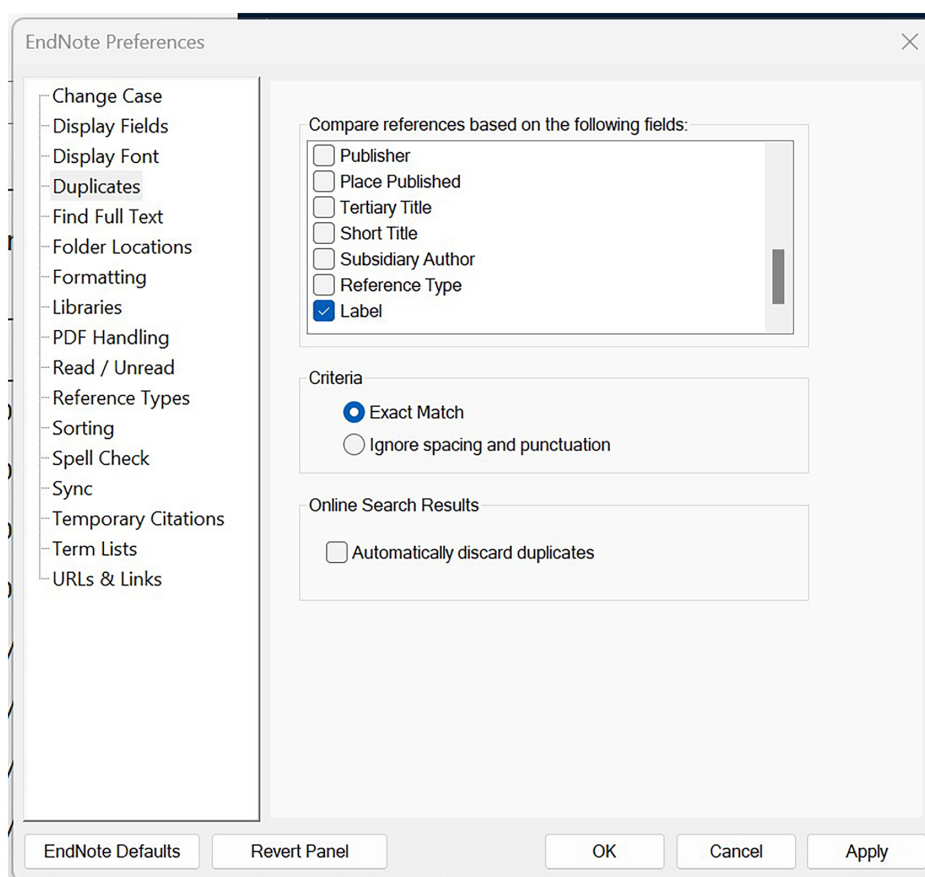 EndNote Preferences
Change Case
Display Fields
Display Font
Duplicates
Find Full Text
Folder Locations
Formatting
Libraries
PDF Handling
Read / Unread
Reference Types
Sorting
Spell Check
Sync
Temporary Citations
Term Lists
URLs & Links
Compare references based on the following fields:
Publisher
Place Published
Tertiary Title
Short Title
Subsidiary Author
Reference Type
Label
Criteria
Exact Match
Ignore spacing and punctuation
Online Search Results
Automatically discard duplicates
EndNote Defaults
Revert Panel
OK
Cancel
Apply